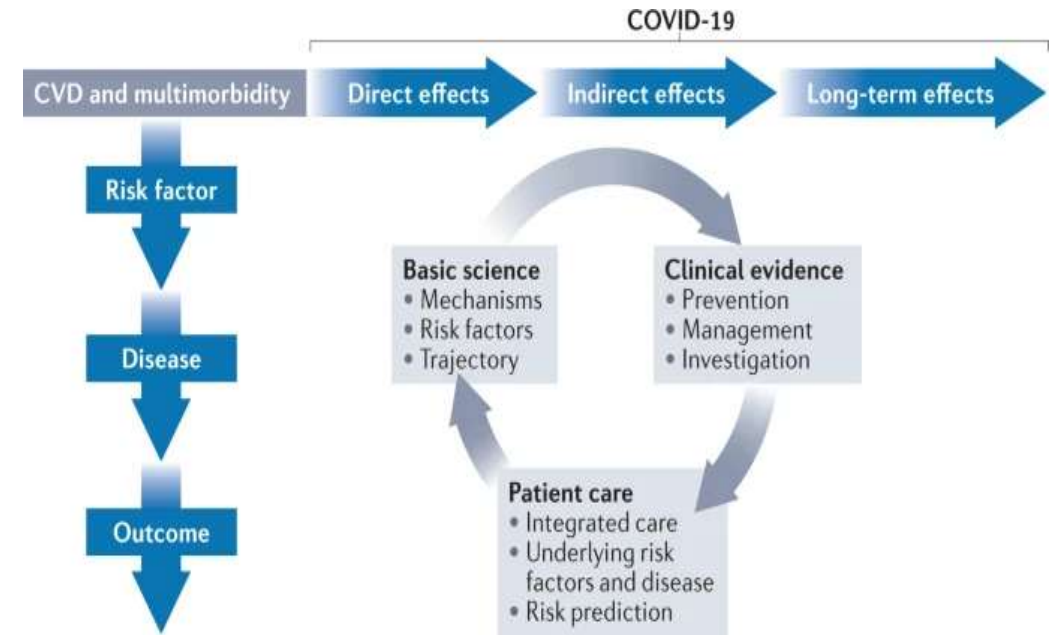 COVID-19
CVD and multimorbidity
Direct effects
Indirect effects
Long-term effects
Risk factor
Disease
Outcome
Basic science
• Mechanisms
• Risk factors
• Trajectory
Clinical evidence
• Prevention
• Management
• Investigation
Patient care
• Integrated care
• Underlying risk
factors and disease
• Risk prediction